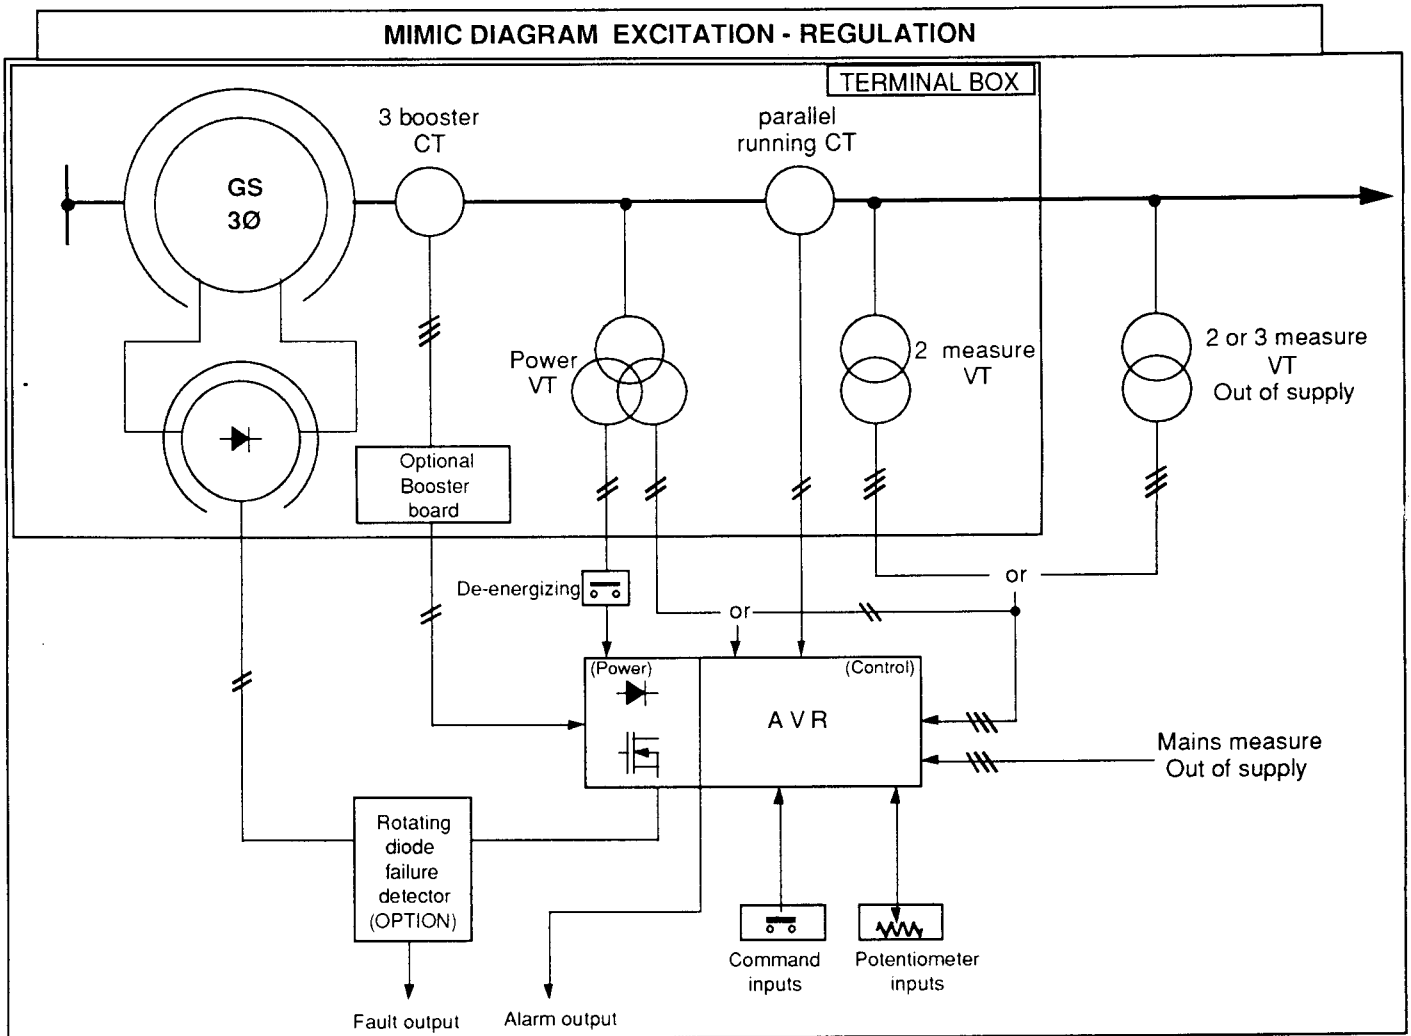 MIMIC DIAGRAM EXCITATION - REGULATION
TERMINAL BOX
3 booster
CT
parallel
running CT
GS
3Ø
Power
VT
2 measure
VT
2 or 3 measure
VT
Out of supply
Optional
Booster
board
De-energizing
or
or
(Power)
(Control)
AVR
Mains measure
Out of supply
Rotating
diode
failure
detector
(OPTION)
Command
inputs
Potentiometer
inputs
Fault output
Alarm output